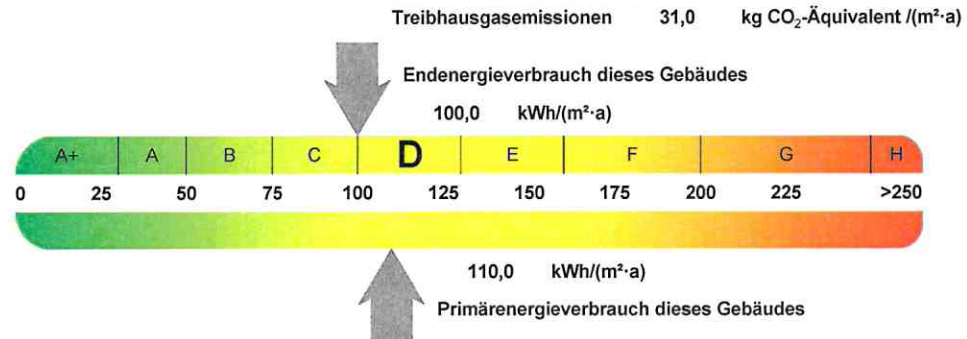 Treibhausgasemissionen 31,0 kg CO₂-Äquivalent /(m²·a)
Endenergieverbrauch dieses Gebäudes
100,0 kWh/(m²·a)
A+ A B C D E F G H
0 25 50 75 100 125 150 175 200 225 >250
110,0 kWh/(m²·a)
Primärenergieverbrauch dieses Gebäudes